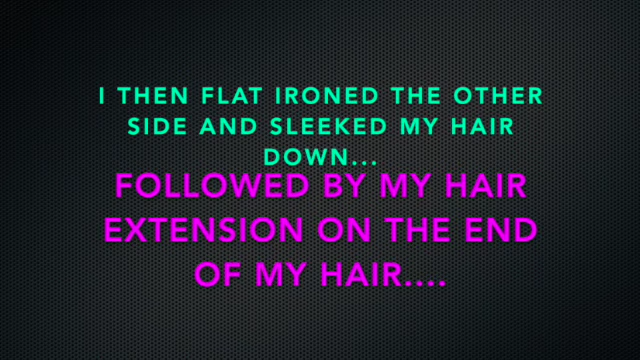 I THEN FLAT IRONED THE OTHER
SIDE AND SLEEKED MY HAIR
DOWN...
FOLLOWED BY MY HAIR
EXTENSION ON THE END
OF MY HAIR....